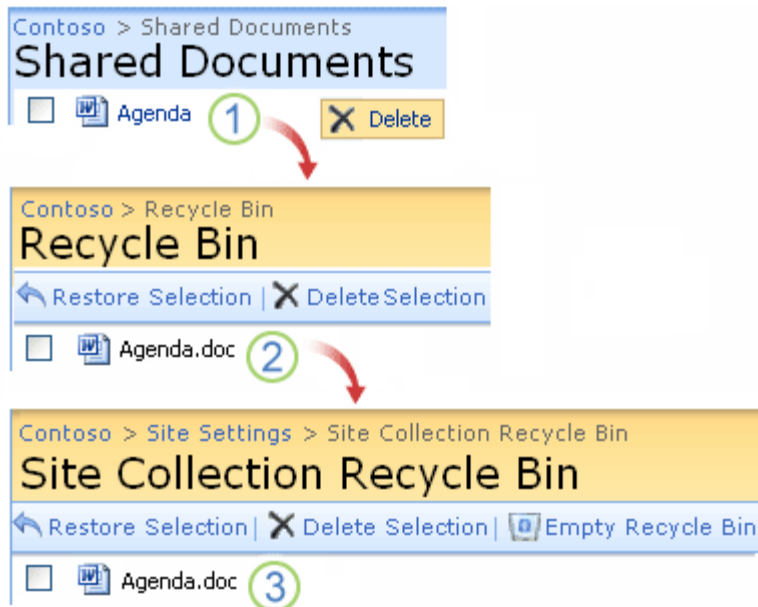 Contoso > Shared Documents
Shared Documents
Agenda 1 Delete
Contoso > Recycle Bin
Recycle Bin
Restore Selection | Delete Selection
Agenda.doc 2
Contoso > Site Settings > Site Collection Recycle Bin
Site Collection Recycle Bin
Restore Selection | Delete Selection | Empty Recycle Bin
Agenda.doc 3